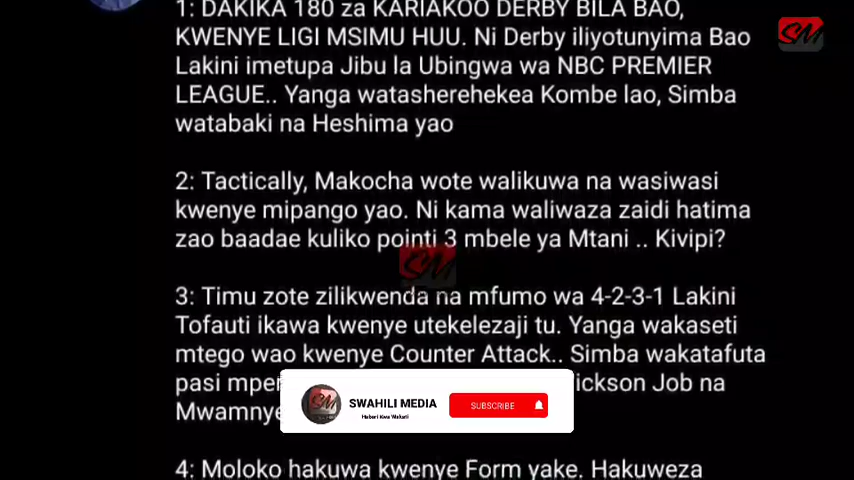 1: DAKIKA 180 za KARIAKOO DERBY BILA BAO,
KWENYE LIGI MSIMU HUU. Ni Derby iliyotunyima Bao
Lakini imetupa Jibu la Ubingwa wa NBC PREMIER
LEAGUE.. Yanga watasherehekea Kombe lao, Simba
watabaki na Heshima yao
2: Tactically, Makocha wote walikuwa na wasiwasi
kwenye mipango yao. Ni kama waliwaza zaidi hatima
zao baadae kuliko pointi 3 mbele ya Mtani .. Kivipi?
3: Timu zote zilikwenda na mfumo wa 4-2-3-1 Lakini
Tofauti ikawa kwenye utekelezaji tu. Yanga wakaseti
mtego wao kwenye Counter Attack.. Simba wakatafuta
pasi Job na
4: Moloko hakuwa kwenye Form yake. Hakuweza
SM
SM
SWAHILI MEDIA
Habari Kwa Wakati
SUBSCRIBE